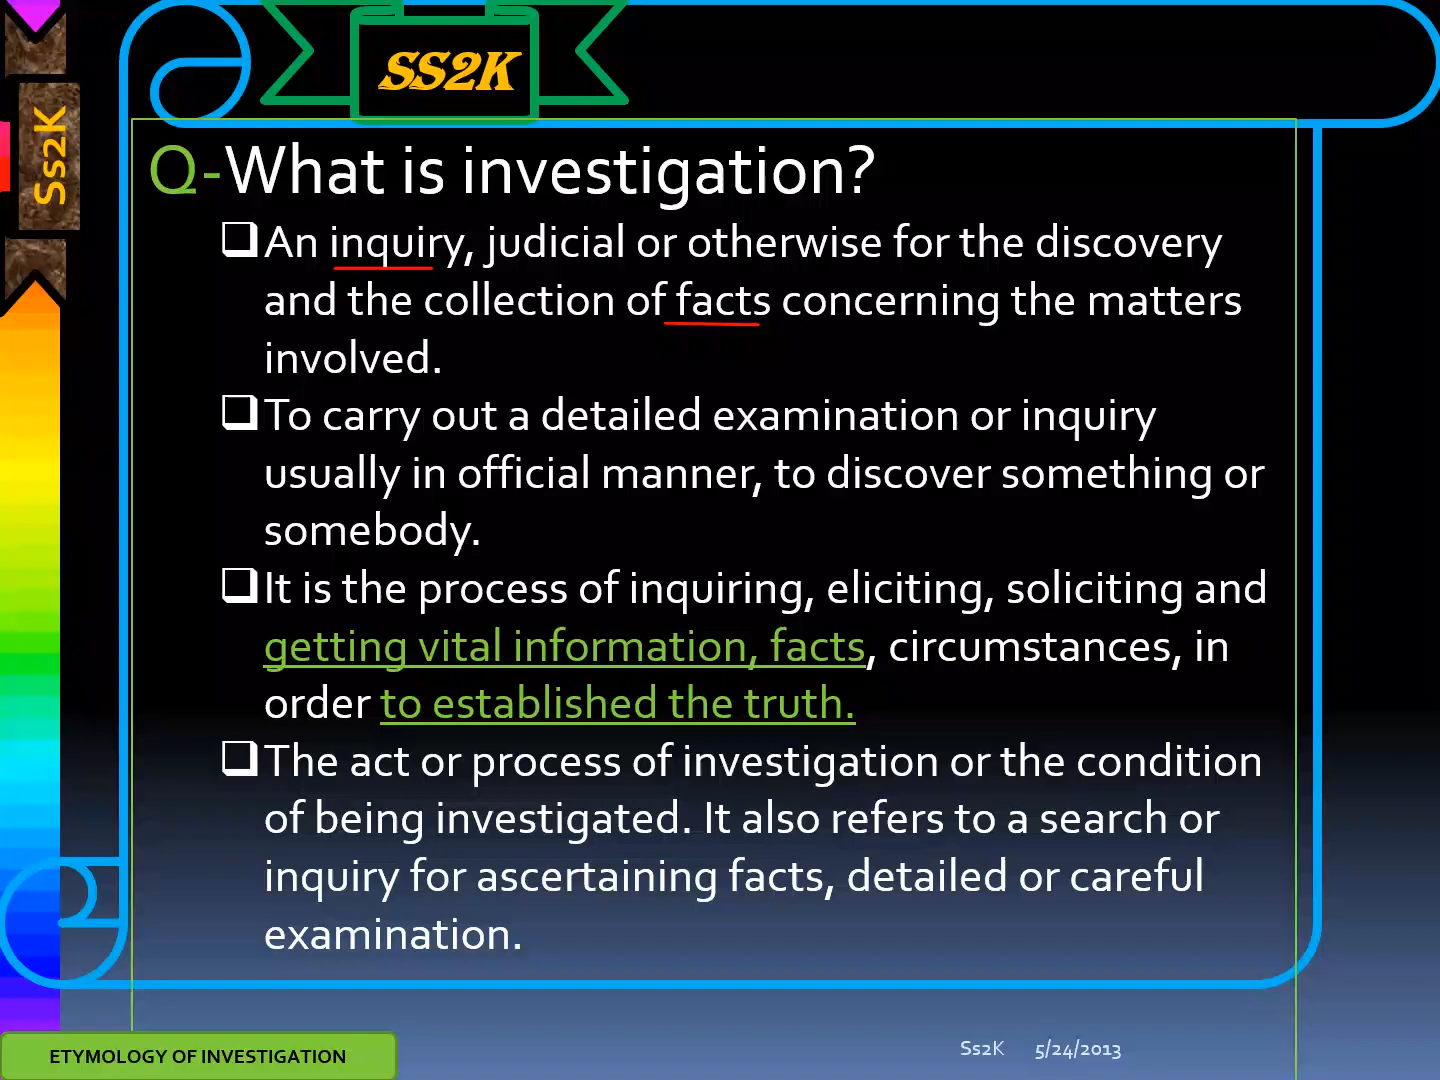 SS2K
Ss2K
Q-What is investigation?
❑An inquiry, judicial or otherwise for the discovery
and the collection of facts concerning the matters
involved.
❑To carry out a detailed examination or inquiry
usually in official manner, to discover something or
somebody.
❑It is the process of inquiring, eliciting, soliciting and
getting vital information, facts, circumstances, in
order to established the truth.
❑The act or process of investigation or the condition
of being investigated. It also refers to a search or
inquiry for ascertaining facts, detailed or careful
examination.
ETYMOLOGY OF INVESTIGATION
Ss2K 5/24/2013